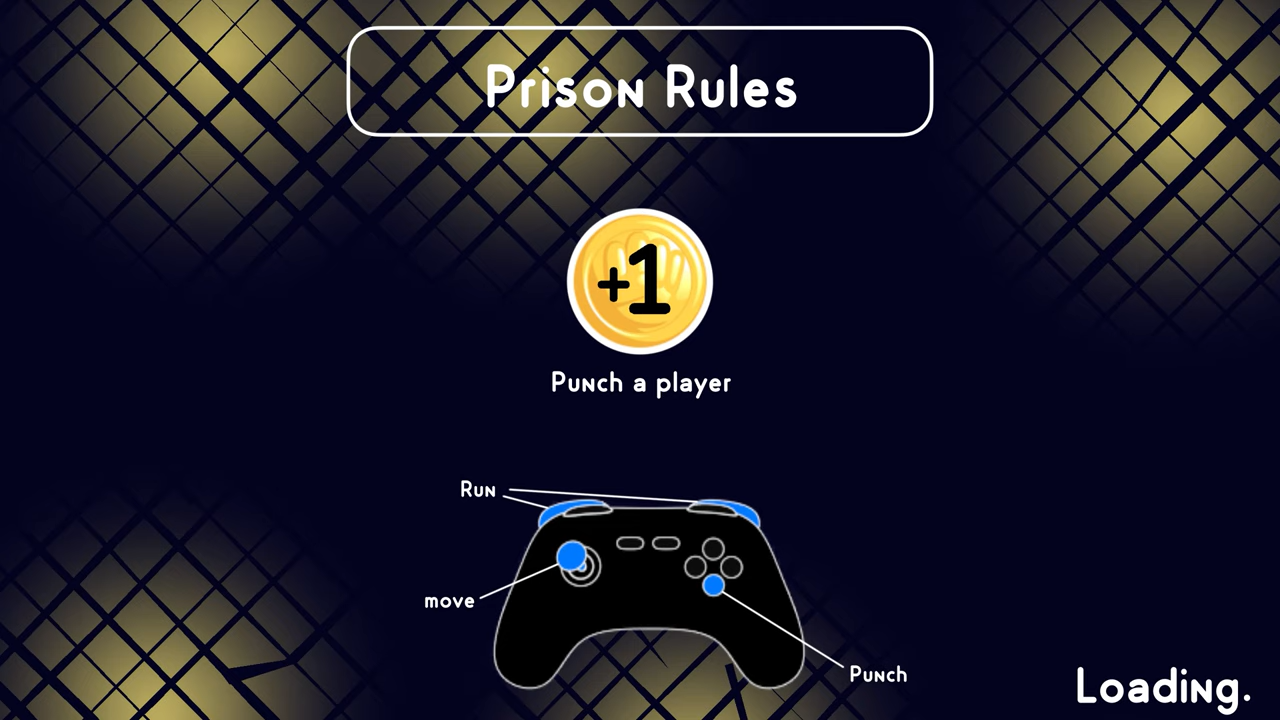 Prison Rules
+1
Punch a player
Run
move
Punch
Loading.